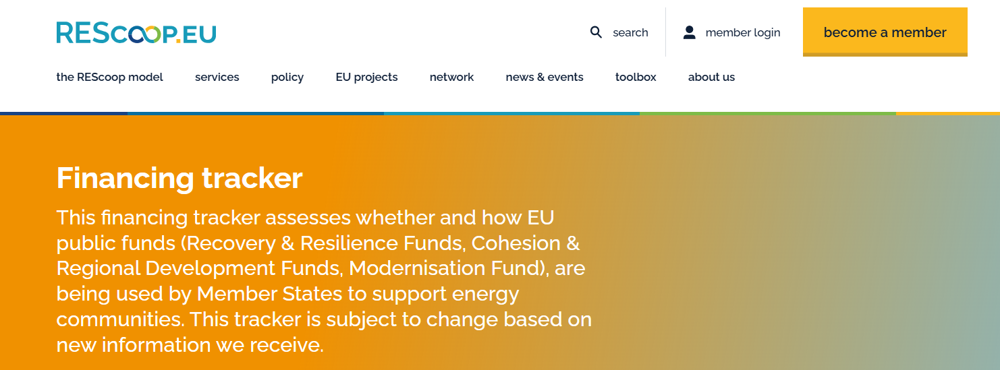 REScoop.EU
search
member login
become a member
the REScoop model
services
policy
EU projects
network
news & events
toolbox
about us
Financing tracker
This financing tracker assesses whether and how EU
public funds (Recovery & Resilience Funds, Cohesion &
Regional Development Funds, Modernisation Fund), are
being used by Member States to support energy
communities. This tracker is subject to change based on
new information we receive.